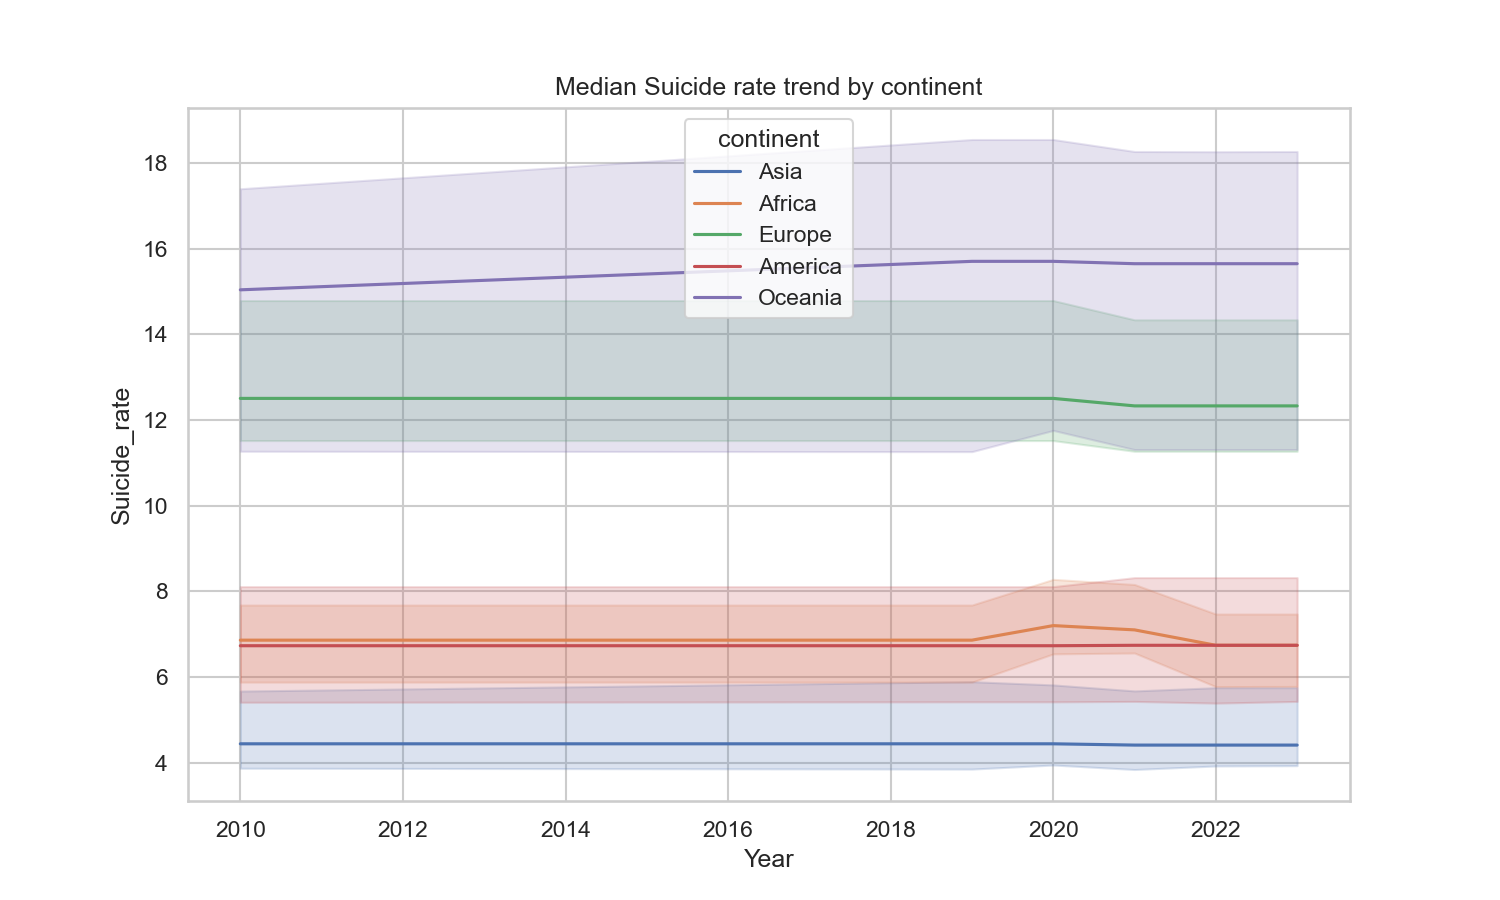 Median Suicide rate trend by continent
continent
Asia
Africa
Europe
America
Oceania
18
16
14
12
10
8
6
4
Suicide_rate
2010 2012 2014 2016 2018 2020 2022
Year